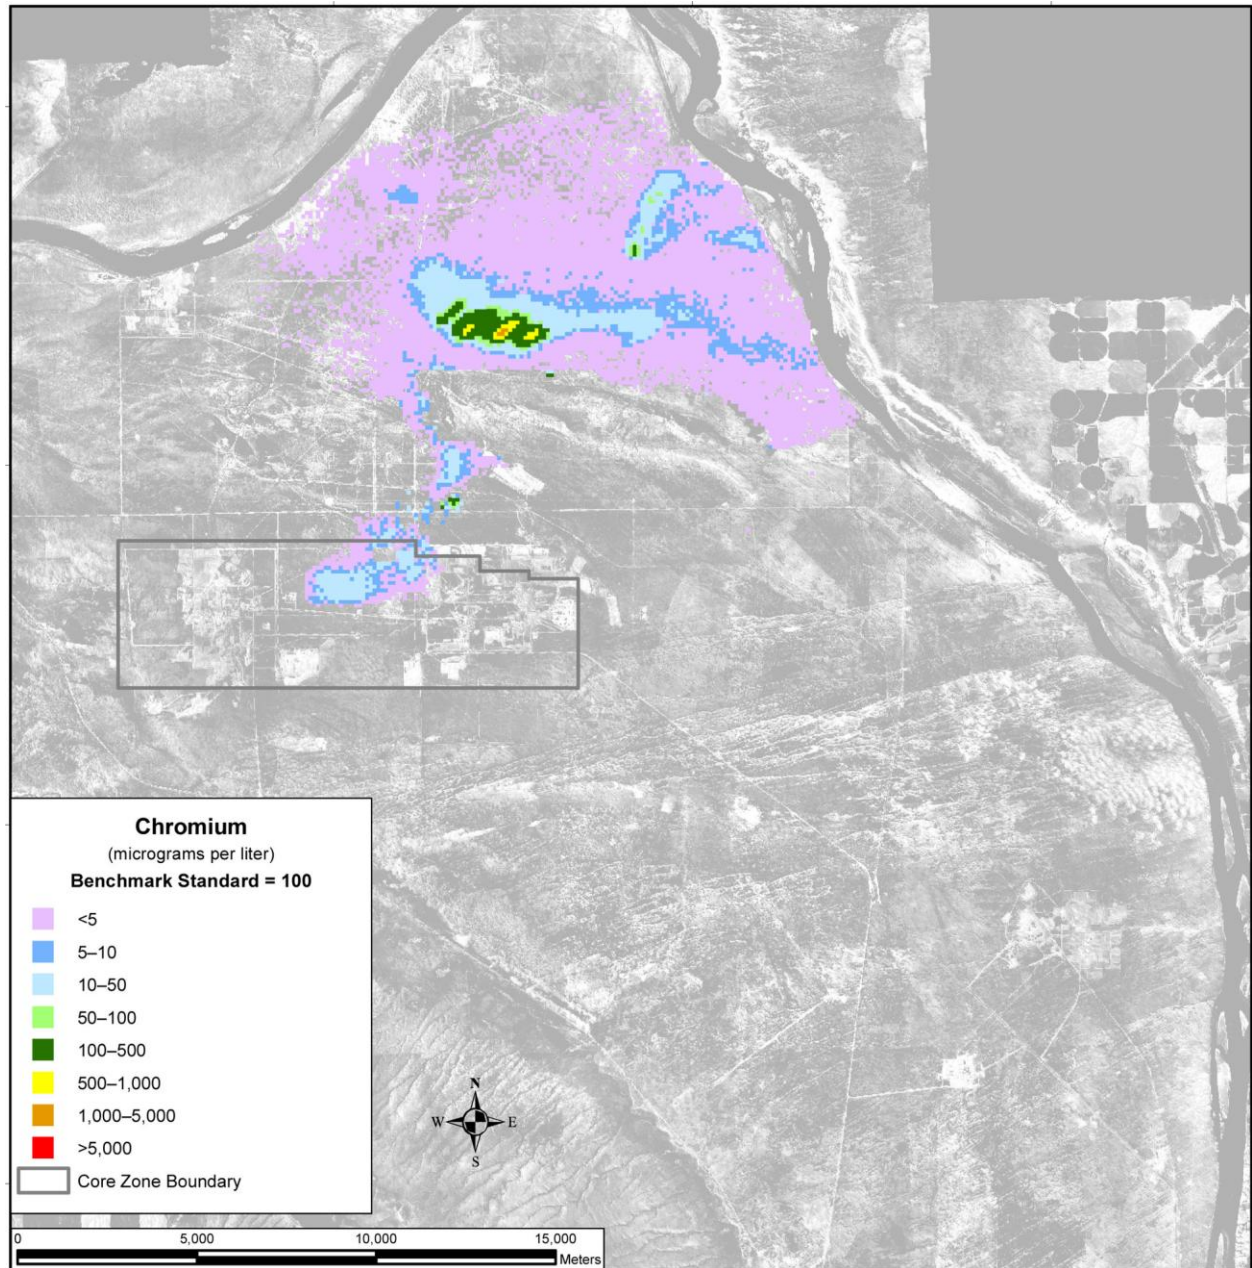 Chromium
(micrograms per liter)
Benchmark Standard = 100
<5
5–10
10–50
50–100
100–500
500–1,000
1,000–5,000
>5,000
Core Zone Boundary
N
W E
S
0 5,000 10,000 15,000
Meters